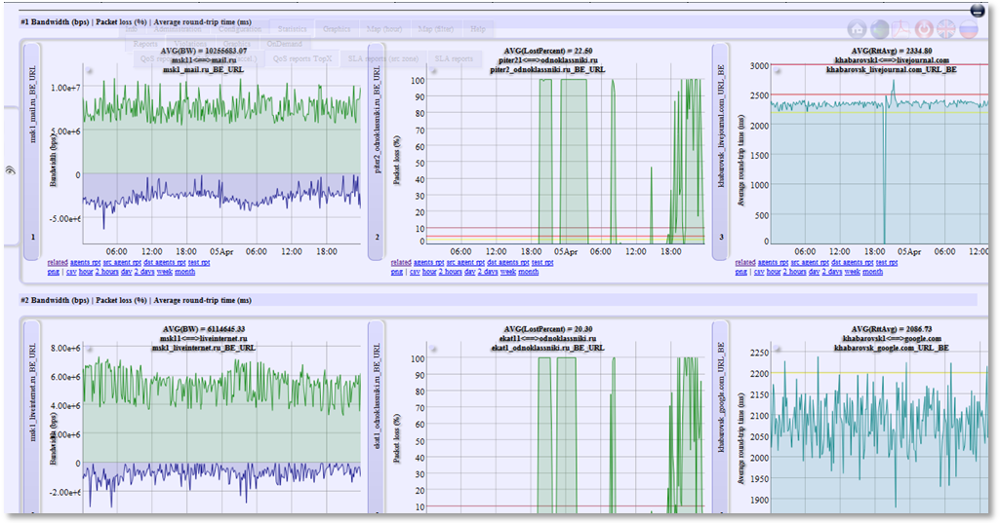 #1 Bandwidth (bps) | Packet loss (%) | Average round-trip time (ms)
Info Administration Configuration Statistics Graphics Map (hour) Map (filter) Help
Reports Violations Graphics OnDemand
QoS reports QoS reports TopX SLA reports (src zone) SLA reports
AVG(BW) = 10255683.07
msk11<==>mail.ru
msk1_mail.ru_BE_URL
msk1_mail.ru_BE_URL
1
Bandwidth (bps)
1.00e+7
5.00e+6
0
-5.00e+6
06:00 12:00 18:00 05Apr 06:00 12:00 18:00
related agents rpt src agent rpt dst agents rpt test rpt
png | csv hour 2 hours day 2 days week month
AVG(LostPercent) = 22.50
piter21<==>odnoklassniki.ru
piter2_odnoklassniki.ru_BE_URL
piter2_odnoklassniki.ru_BE_URL
2
Packet loss (%)
100
90
80
70
60
50
40
30
20
10
0
06:00 12:00 18:00 05Apr 06:00 12:00 18:00
related agents rpt src agent rpt dst agents rpt test rpt
png | csv hour 2 hours day 2 days week month
AVG(RttAvg) = 2334.80
khabarovsk1<==>livejournal.com
khabarovsk_livejournal.com_URL_BE
khabarovsk_livejournal.com_URL_BE
3
Average round-trip time (ms)
3000
2500
2000
1500
1000
500
0
06:00 12:00 18:00 05Apr 06:00 12:00
related agents rpt src agent rpt dst agents rpt test rpt
png | csv hour 2 hours day 2 days week month
#2 Bandwidth (bps) | Packet loss (%) | Average round-trip time (ms)
AVG(BW) = 6114645.33
msk11<==>liveinternet.ru
msk1_liveinternet.ru_BE_URL
msk1_liveinternet.ru_BE_URL
Bandwidth (bps)
8.00e+6
6.00e+6
4.00e+6
2.00e+6
0
-2.00e+6
AVG(LostPercent) = 20.30
ekat11<==>odnoklassniki.ru
ekat1_odnoklassniki.ru_BE_URL
ekat1_odnoklassniki.ru_BE_URL
Packet loss (%)
100
90
80
70
60
50
40
30
20
10
AVG(RttAvg) = 2086.73
khabarovsk1<==>google.com
khabarovsk_google.com_URL_BE
khabarovsk_google.com_URL_BE
Average round-trip time (ms)
2250
2200
2150
2100
2050
2000
1950
1900